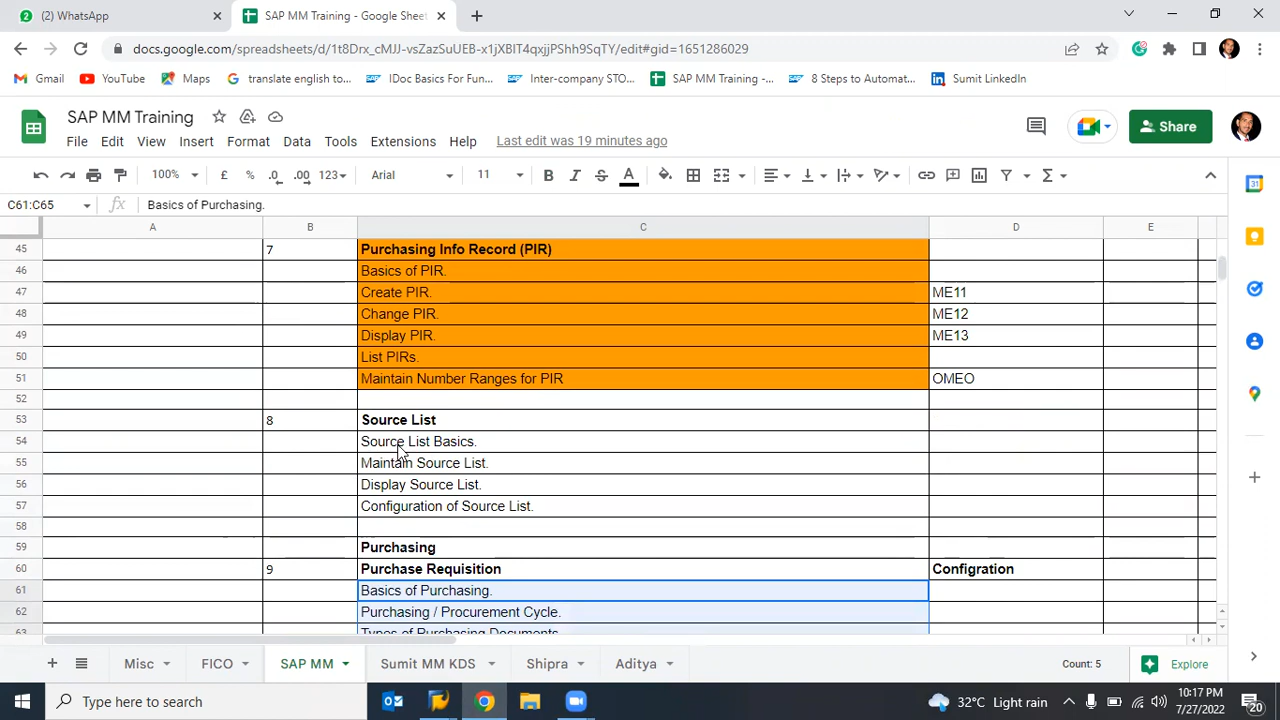 (2) WhatsApp
SAP MM Training - Google Sheet
docs.google.com/spreadsheets/d/1t8Drx_cMJJ-vsZazSuUEB-x1jXBIT4qxjjPShh9SqTY/edit#gid=1651286029
Gmail YouTube Maps translate english to... IDoc Basics For Fun... Inter-company STO... SAP MM Training -... 8 Steps to Automat... Sumit LinkedIn
SAP MM Training
File Edit View Insert Format Data Tools Extensions Help Last edit was 19 minutes ago
Share
100% £ % .0 .00 123 Arial 11 B I S A
C61:C65 fx Basics of Purchasing.
A B C D E
45 7 Purchasing Info Record (PIR)
46 Basics of PIR.
47 Create PIR. ME11
48 Change PIR. ME12
49 Display PIR. ME13
50 List PIRs.
51 Maintain Number Ranges for PIR OMEO
52
53 8 Source List
54 Source List Basics.
55 Maintain Source List.
56 Display Source List.
57 Configuration of Source List.
58
59 Purchasing
60 9 Purchase Requisition Configration
61 Basics of Purchasing.
62 Purchasing / Procurement Cycle.
63 Types of Purchasing Documents
Misc FICO SAP MM Sumit MM KDS Shipra Aditya Count: 5 Explore
Type here to search
32°C Light rain
10:17 PM
7/27/2022
20